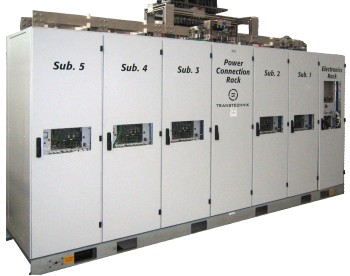 Sub. 5
Sub. 4
Sub. 3
Power
Connection
Rack
TRANSTECHNIK
Sub. 2
Sub. 1
Electronics
Rack